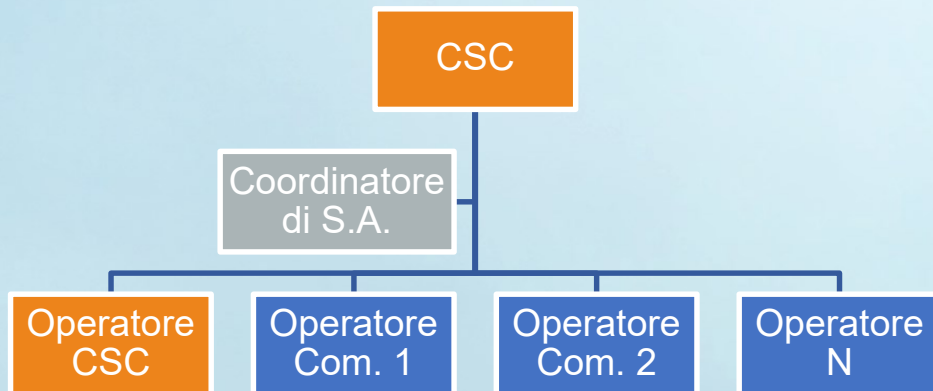 CSC
Coordinatore
di S.A.
Operatore
CSC
Operatore
Com. 1
Operatore
Com. 2
Operatore
N